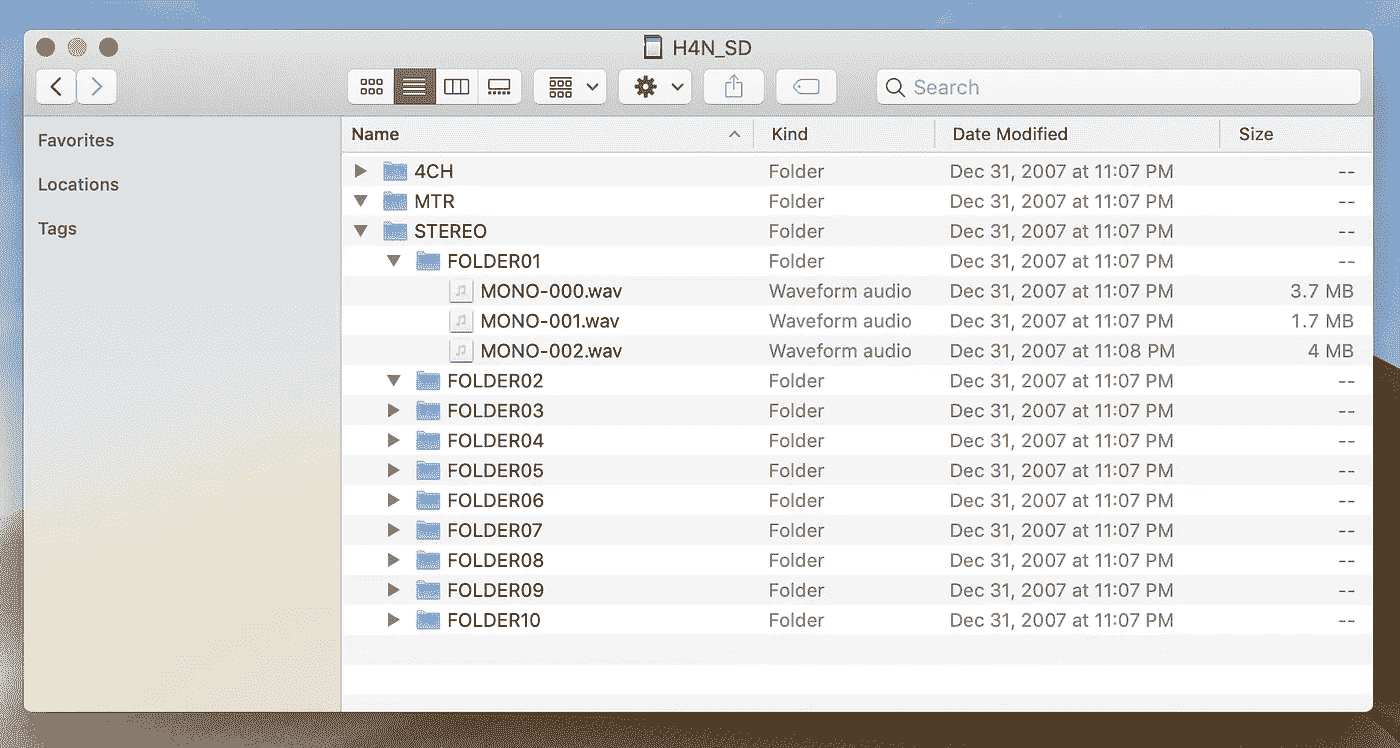 H4N_SD
Search
Favorites
Locations
Tags
Name Kind Date Modified Size
4CH Folder Dec 31, 2007 at 11:07 PM --
MTR Folder Dec 31, 2007 at 11:07 PM --
STEREO Folder Dec 31, 2007 at 11:07 PM --
FOLDER01 Folder Dec 31, 2007 at 11:07 PM --
MONO-000.wav Waveform audio Dec 31, 2007 at 11:07 PM 3.7 MB
MONO-001.wav Waveform audio Dec 31, 2007 at 11:07 PM 1.7 MB
MONO-002.wav Waveform audio Dec 31, 2007 at 11:08 PM 4 MB
FOLDER02 Folder Dec 31, 2007 at 11:07 PM --
FOLDER03 Folder Dec 31, 2007 at 11:07 PM --
FOLDER04 Folder Dec 31, 2007 at 11:07 PM --
FOLDER05 Folder Dec 31, 2007 at 11:07 PM --
FOLDER06 Folder Dec 31, 2007 at 11:07 PM --
FOLDER07 Folder Dec 31, 2007 at 11:07 PM --
FOLDER08 Folder Dec 31, 2007 at 11:07 PM --
FOLDER09 Folder Dec 31, 2007 at 11:07 PM --
FOLDER10 Folder Dec 31, 2007 at 11:07 PM --